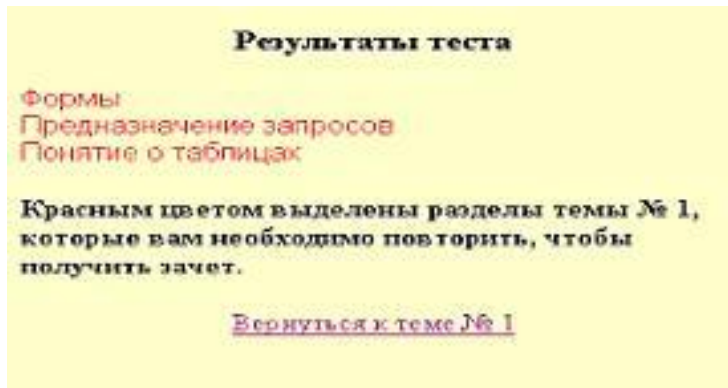 Результаты теста
Формы
Предназначение запросов
Понятие о таблицах
Красным цветом выделены разделы темы № 1,
которые вам необходимо повторить, чтобы
получить зачет.
Вернуться к теме № 1